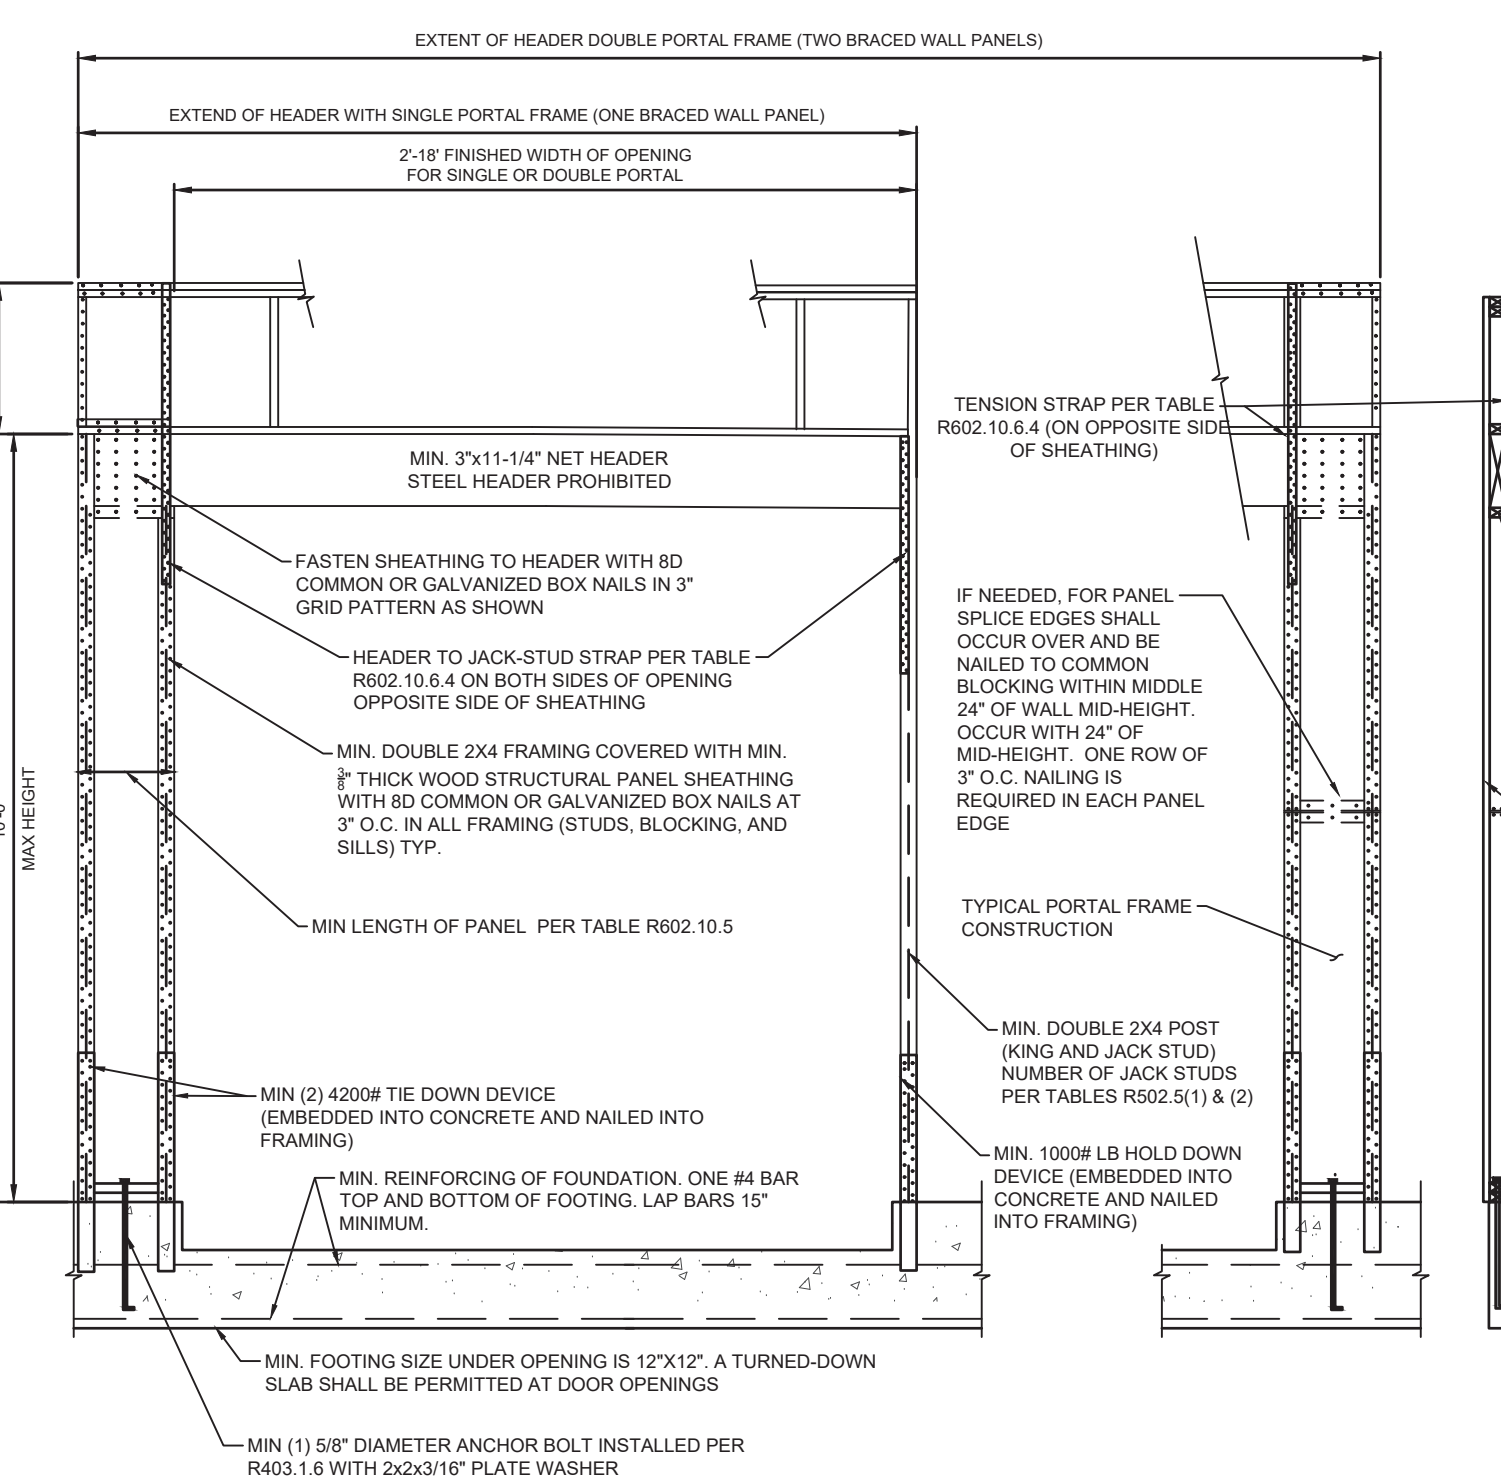 EXTENT OF HEADER DOUBLE PORTAL FRAME (TWO BRACED WALL PANELS)
EXTEND OF HEADER WITH SINGLE PORTAL FRAME (ONE BRACED WALL PANEL)
2'-18' FINISHED WIDTH OF OPENING
FOR SINGLE OR DOUBLE PORTAL
TENSION STRAP PER TABLE
R602.10.6.4 (ON OPPOSITE SIDE
OF SHEATHING)
MIN. 3"x11-1/4" NET HEADER
STEEL HEADER PROHIBITED
FASTEN SHEATHING TO HEADER WITH 8D
COMMON OR GALVANIZED BOX NAILS IN 3"
GRID PATTERN AS SHOWN
IF NEEDED, FOR PANEL
SPLICE EDGES SHALL
OCCUR OVER AND BE
NAILED TO COMMON
BLOCKING WITHIN MIDDLE
24" OF WALL MID-HEIGHT.
OCCUR WITH 24" OF
MID-HEIGHT. ONE ROW OF
3" O.C. NAILING IS
REQUIRED IN EACH PANEL
EDGE
HEADER TO JACK-STUD STRAP PER TABLE
R602.10.6.4 ON BOTH SIDES OF OPENING
OPPOSITE SIDE OF SHEATHING
MIN. DOUBLE 2X4 FRAMING COVERED WITH MIN.
3/8" THICK WOOD STRUCTURAL PANEL SHEATHING
WITH 8D COMMON OR GALVANIZED BOX NAILS AT
3" O.C. IN ALL FRAMING (STUDS, BLOCKING, AND
SILLS) TYP.
MAX HEIGHT
MIN LENGTH OF PANEL PER TABLE R602.10.5
TYPICAL PORTAL FRAME
CONSTRUCTION
MIN. DOUBLE 2X4 POST
(KING AND JACK STUD)
NUMBER OF JACK STUDS
PER TABLES R502.5(1) & (2)
MIN (2) 4200# TIE DOWN DEVICE
(EMBEDDED INTO CONCRETE AND NAILED INTO
FRAMING)
MIN. 1000# LB HOLD DOWN
DEVICE (EMBEDDED INTO
CONCRETE AND NAILED
INTO FRAMING)
MIN. REINFORCING OF FOUNDATION. ONE #4 BAR
TOP AND BOTTOM OF FOOTING. LAP BARS 15"
MINIMUM.
MIN. FOOTING SIZE UNDER OPENING IS 12"X12". A TURNED-DOWN
SLAB SHALL BE PERMITTED AT DOOR OPENINGS
MIN (1) 5/8" DIAMETER ANCHOR BOLT INSTALLED PER
R403.1.6 WITH 2x2x3/16" PLATE WASHER